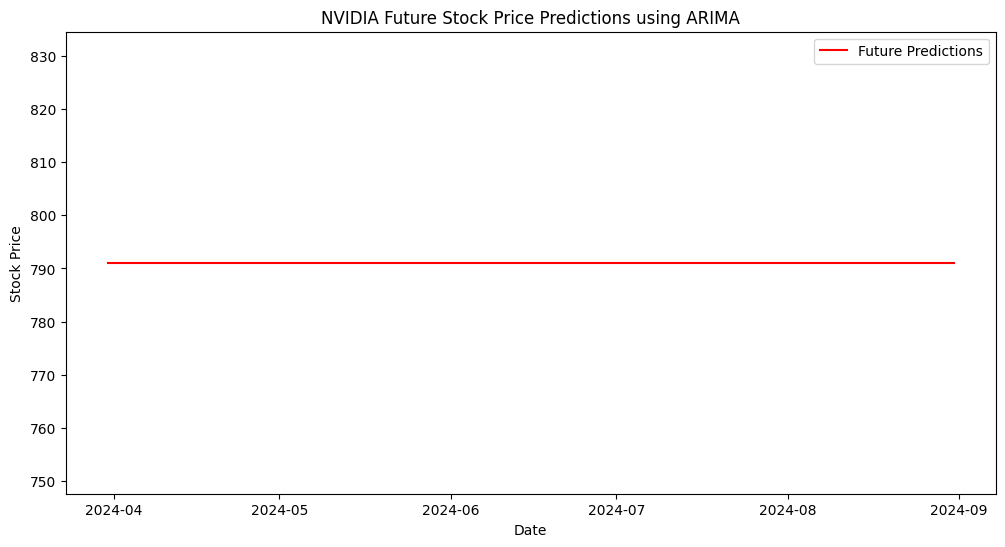 NVIDIA Future Stock Price Predictions using ARIMA
Future Predictions
Stock Price
830
820
810
800
790
780
770
760
750
2024-04 2024-05 2024-06 2024-07 2024-08 2024-09
Date